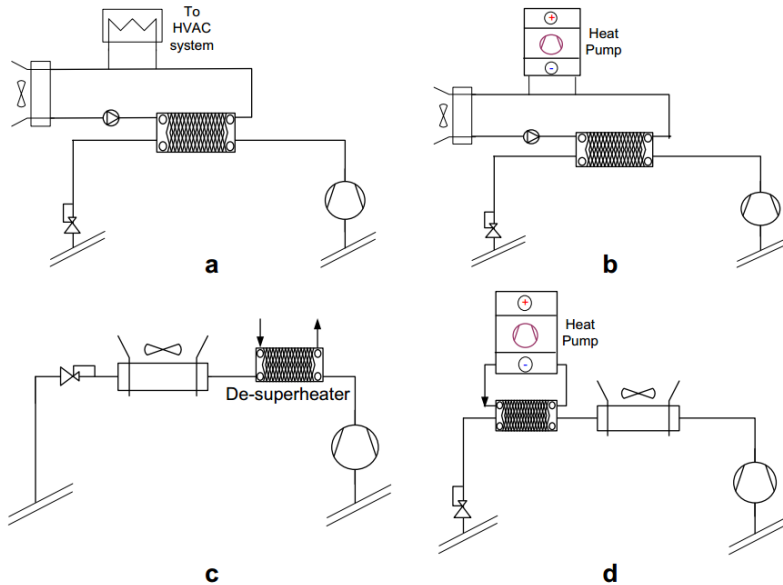 To
HVAC
system
a
+
Heat
Pump
-
b
De-superheater
c
+
Heat
Pump
-
d